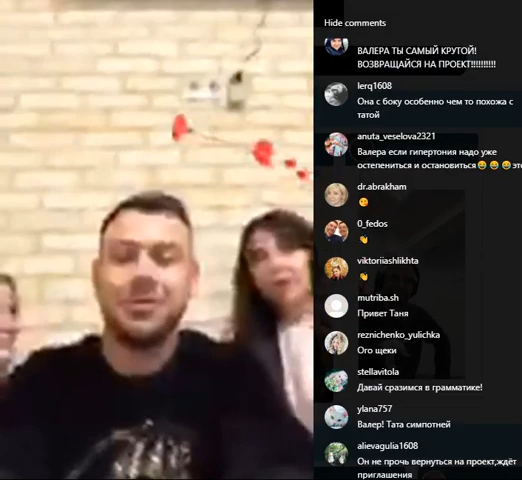 Hide comments
ВАЛЕРА ТЫ САМЫЙ КРУТОЙ!
ВОЗВРАЩАЙСЯ НА ПРОЕКТ!!!!!!!!!!
lerq1608
Она с боку особенно чем то похожа с
татой
anuta_veselova2321
Валера если гипертония надо уже
остепениться и остановиться😂😂😂это
dr.abrakham
😋
0_fedos
👏
viktoriiashlikhta
👏
mutriba.sh
Привет Таня
reznichenko_yulichka
Ого щеки
stellavitola
Давай сразимся в грамматике!
ylana757
Валер! Тата симпотней
alievagulia1608
Он не прочь вернуться на проект,ждёт
приглашения